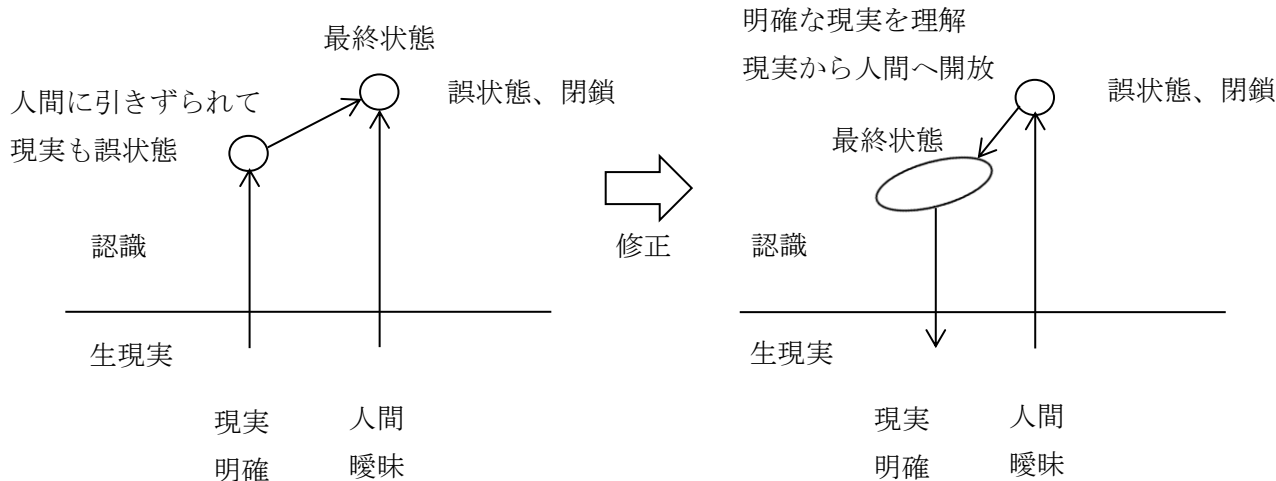 最終状態
誤状態、閉鎖
人間に引きずられて
現実も誤状態
認識
生現実
現実
明確
人間
曖昧
修正
明確な現実を理解
現実から人間へ開放
誤状態、閉鎖
最終状態
認識
生現実
現実
明確
人間
曖昧